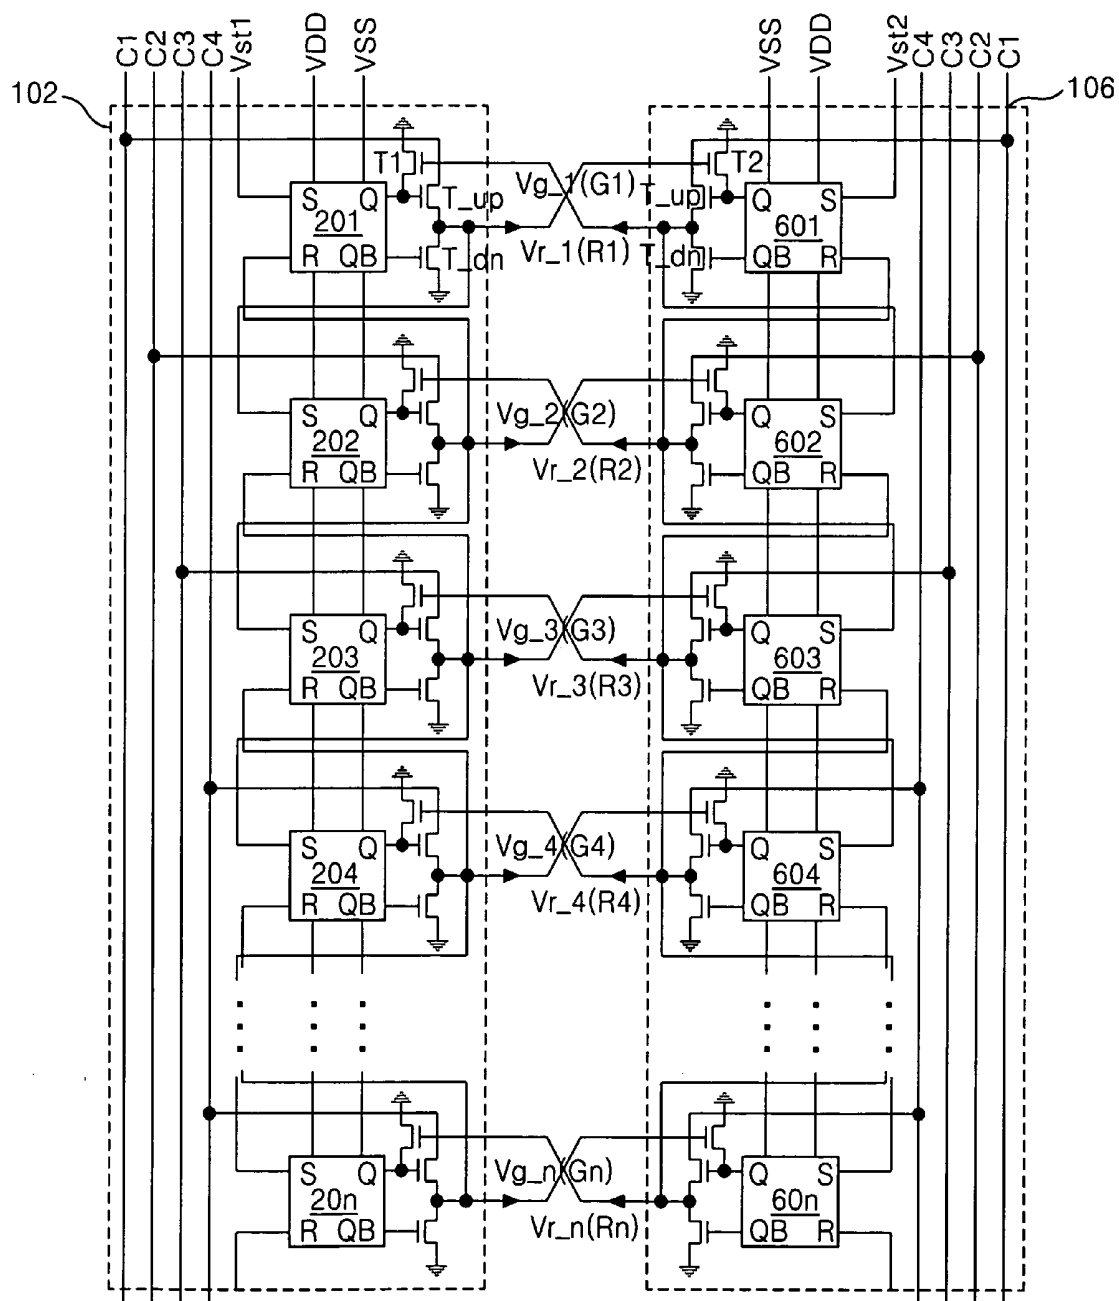 C1 C2 C3 C4 Vst1 VDD VSS VSS VDD Vst2 C4 C3 C2 C1
102 106
T1 T2
Vg_1(G1)
S Q T_up T_up Q S
201 601
R QB T_dn Vr_1(R1) T_dn QB R
S Q Vg_2(G2) Q S
202 602
R QB Vr_2(R2) QB R
S Q Vg_3(G3) Q S
203 603
R QB Vr_3(R3) QB R
S Q Vg_4(G4) Q S
204 604
R QB Vr_4(R4) QB R
S Q Vg_n(Gn) Q S
20n 60n
R QB Vr_n(Rn) QB R